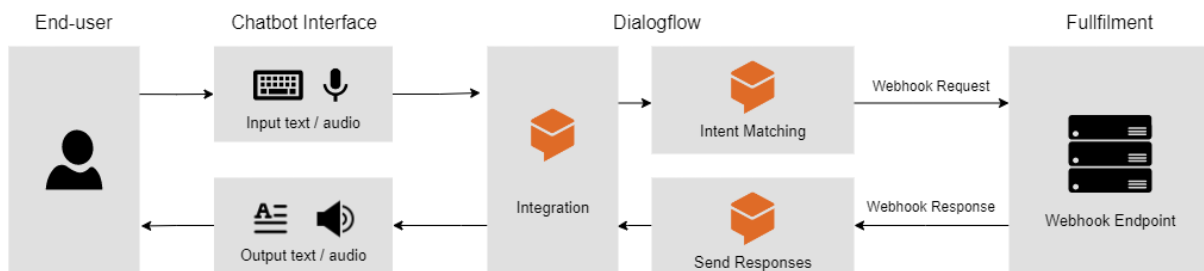 End-user
Chatbot Interface
Dialogflow
Fullfilment
Input text / audio
Output text / audio
Integration
Intent Matching
Send Responses
Webhook Request
Webhook Response
Webhook Endpoint
A